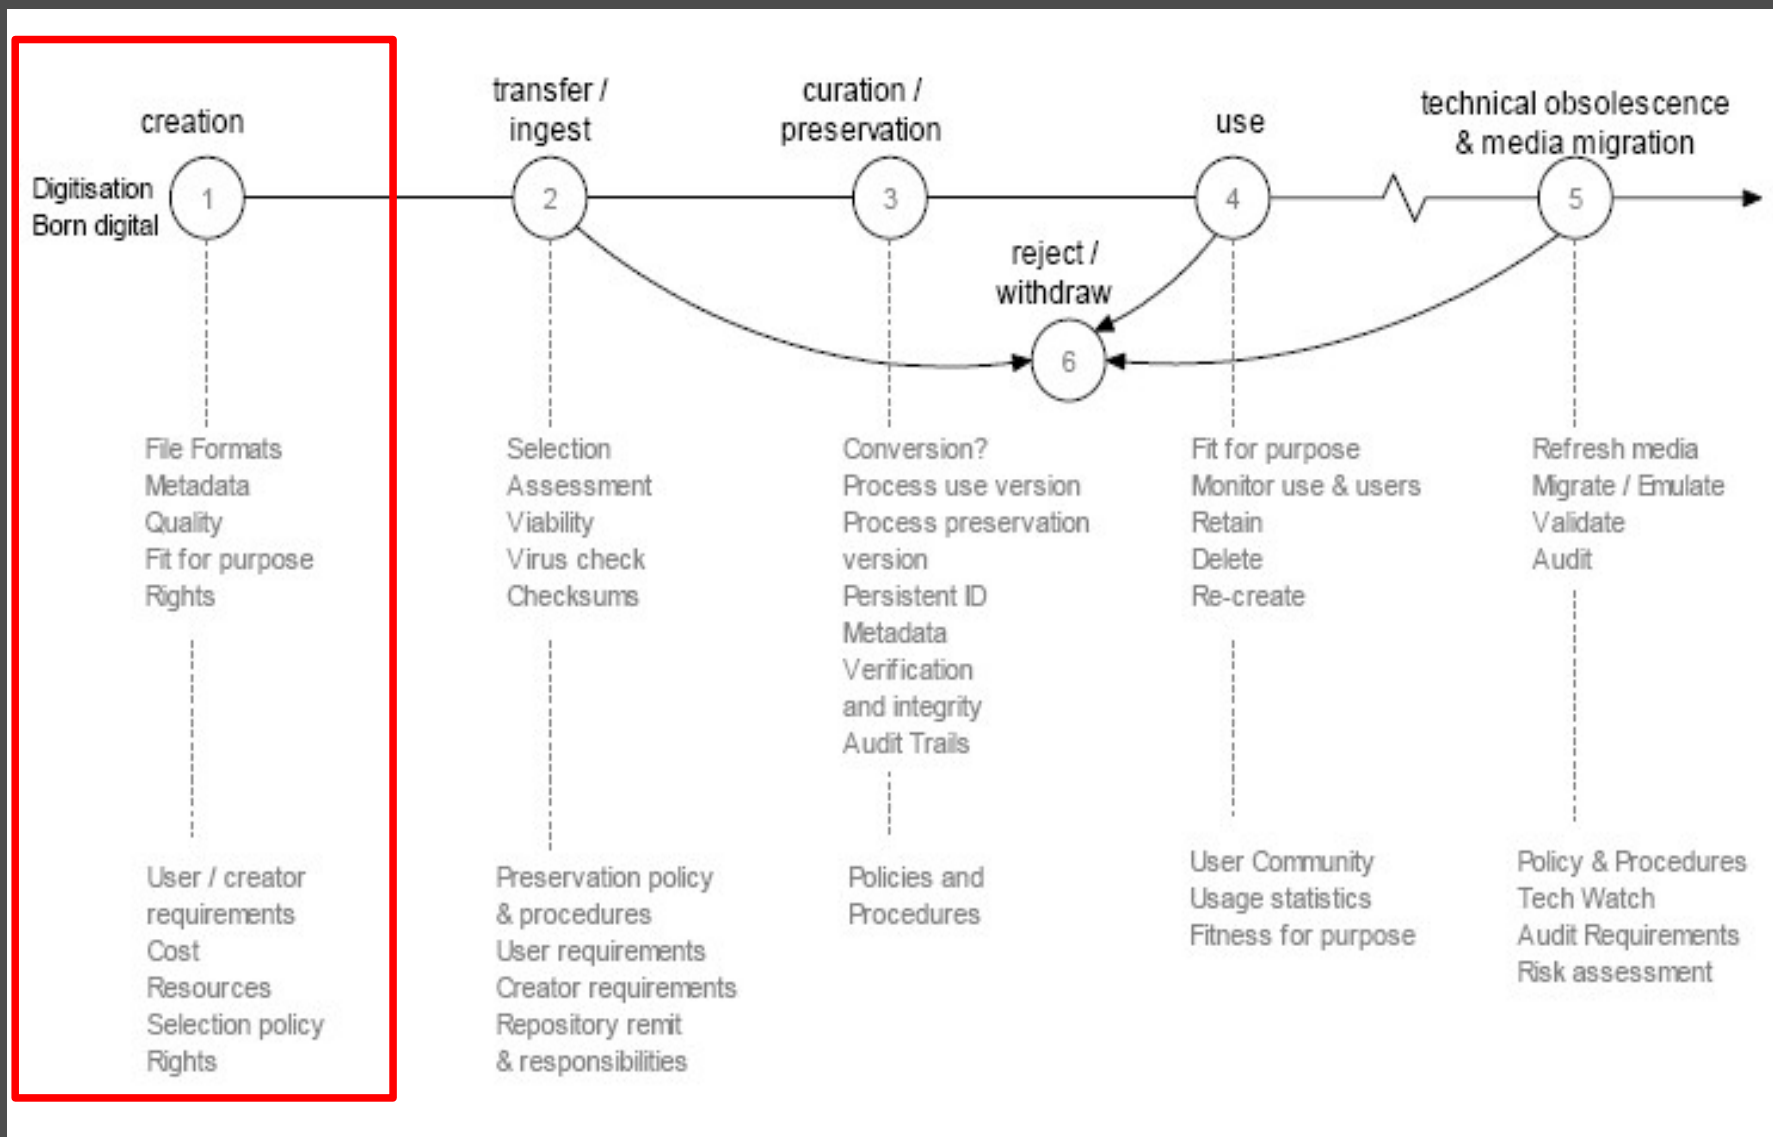 creation
Digitisation
Born digital
1
File Formats
Metadata
Quality
Fit for purpose
Rights
User / creator
requirements
Cost
Resources
Selection policy
Rights
transfer /
ingest
2
Selection
Assessment
Viability
Virus check
Checksums
Preservation policy
& procedures
User requirements
Creator requirements
Repository remit
& responsibilities
curation /
preservation
3
Conversion?
Process use version
Process preservation
version
Persistent ID
Metadata
Verification
and integrity
Audit Trails
Policies and
Procedures
use
4
Fit for purpose
Monitor use & users
Retain
Delete
Re-create
User Community
Usage statistics
Fitness for purpose
technical obsolescence
& media migration
5
Refresh media
Migrate / Emulate
Validate
Audit
Policy & Procedures
Tech Watch
Audit Requirements
Risk assessment
reject /
withdraw
6